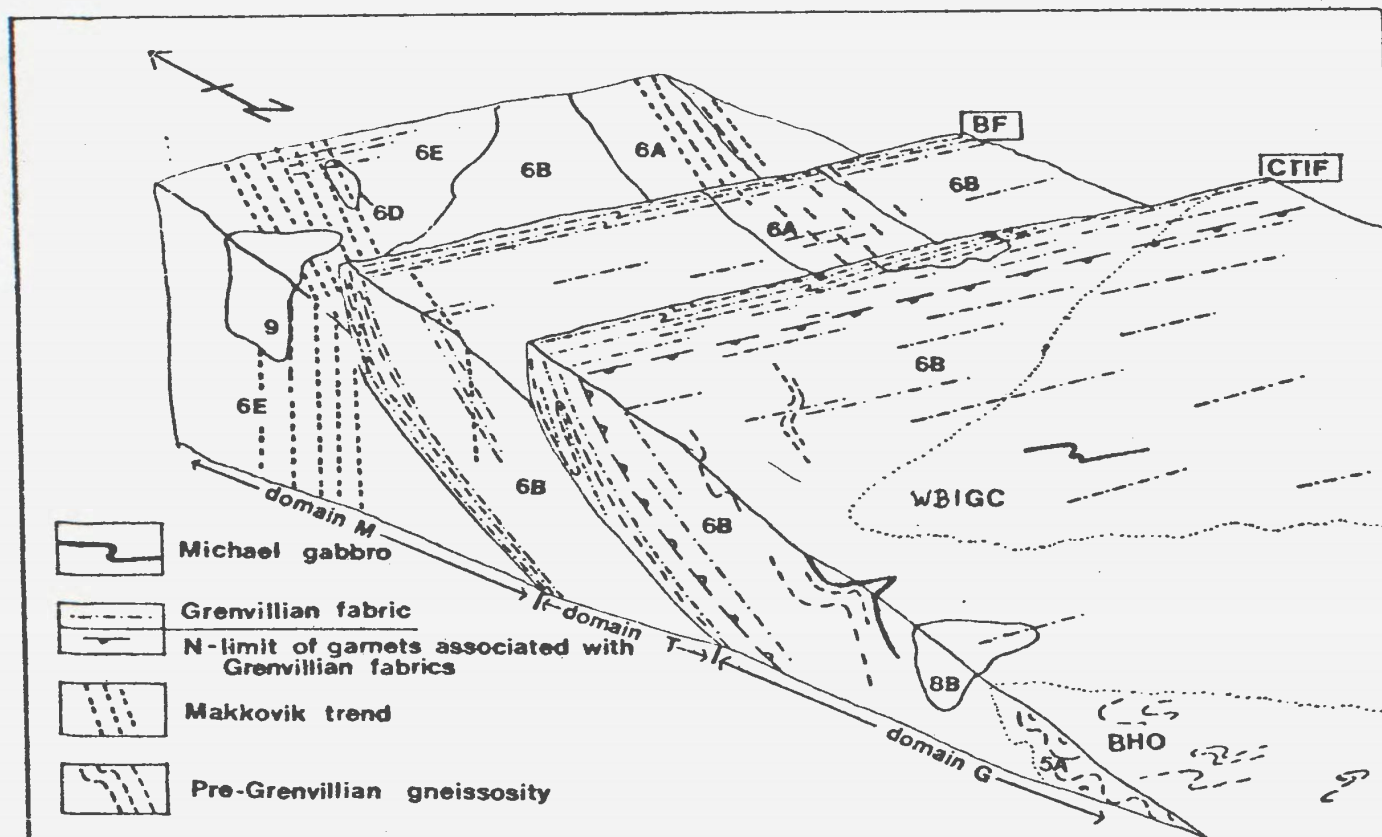 BF
CTIF
6E
6B
6A
6B
6D
6A
9
6B
6E
6B
6B
WBIGC
domain M
domain T
domain G
8B
BHO
5A
Michael gabbro
Grenvillian fabric
N-limit of garnets associated with
Grenvillian fabrics
Makkovik trend
Pre-Grenvillian gneissosity